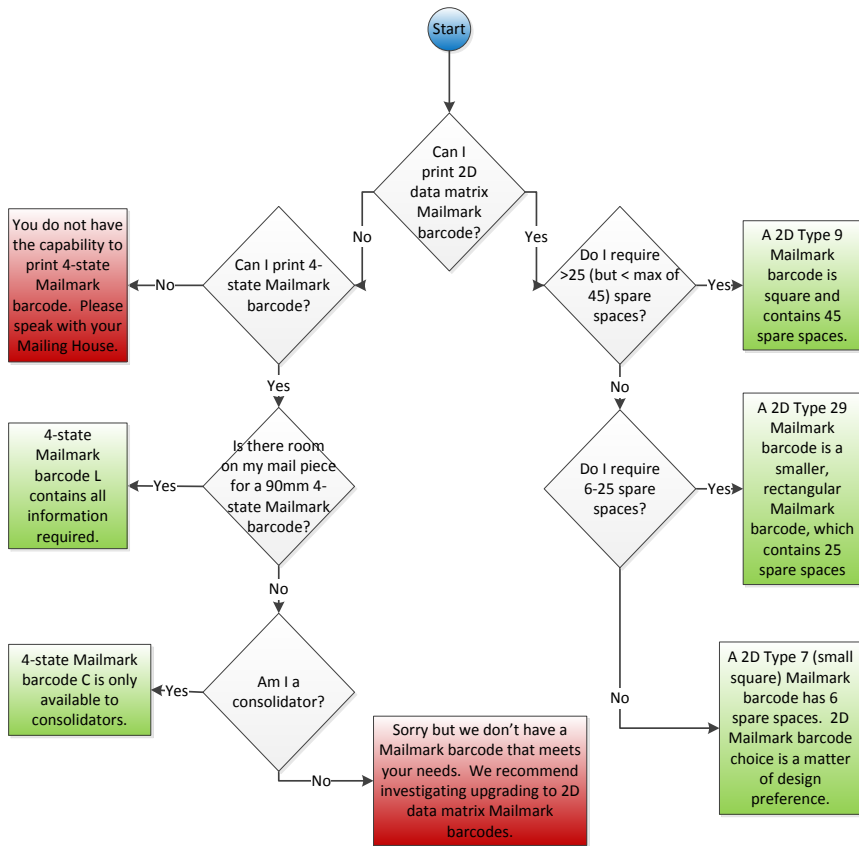 Start
Can I
print 2D
data matrix
Mailmark
barcode?
No
Yes
You do not have
the capability to
print 4-state
Mailmark
barcode.  Please
speak with your
Mailing House.
No
Can I print 4-
state Mailmark
barcode?
Do I require
>25 (but < max of
45) spare
spaces?
Yes
A 2D Type 9
Mailmark
barcode is
square and
contains 45
spare spaces.
Yes
No
4-state
Mailmark
barcode L
contains all
information
required.
Yes
Is there room
on my mail piece
for a 90mm 4-
state Mailmark
barcode?
Do I require
6-25 spare
spaces?
Yes
A 2D Type 29
Mailmark
barcode is a
smaller,
rectangular
Mailmark
barcode, which
contains 25
spare spaces
No
4-state Mailmark
barcode C is only
available to
consolidators.
Yes
Am I a
consolidator?
No
Sorry but we don’t have a
Mailmark barcode that meets
your needs.  We recommend
investigating upgrading to 2D
data matrix Mailmark
barcodes.
No
A 2D Type 7 (small
square) Mailmark
barcode has 6
spare spaces.  2D
Mailmark barcode
choice is a matter
of design
preference.